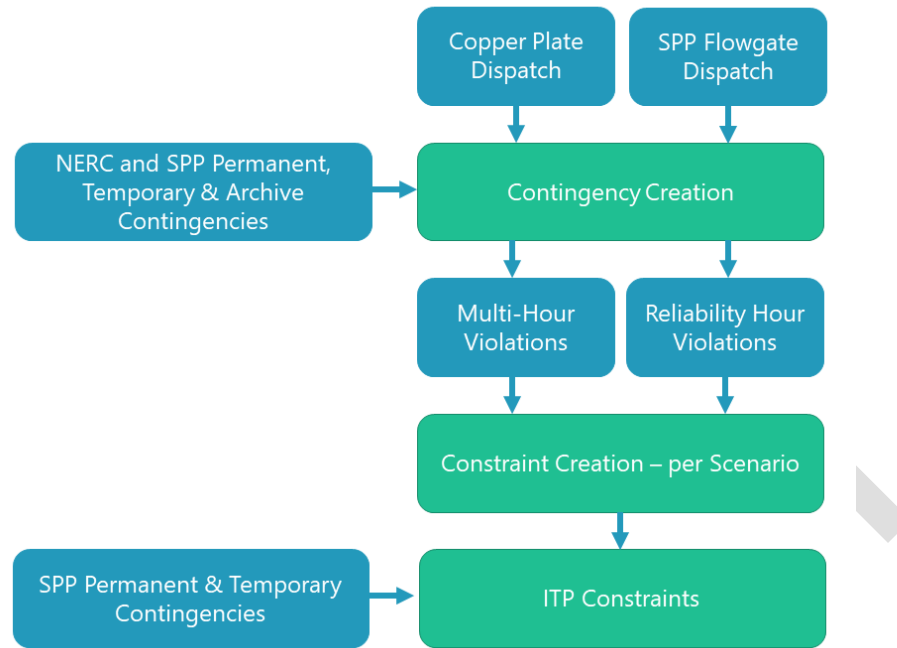 Copper Plate
Dispatch
SPP Flowgate
Dispatch
NERC and SPP Permanent,
Temporary & Archive
Contingencies
Contingency Creation
Multi-Hour
Violations
Reliability Hour
Violations
Constraint Creation – per Scenario
SPP Permanent & Temporary
Contingencies
ITP Constraints